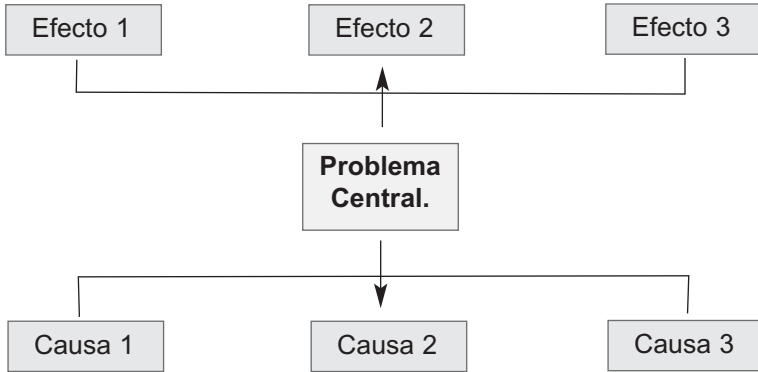 Efecto 1
Efecto 2
Efecto 3
Problema
Central.
Causa 1
Causa 2
Causa 3